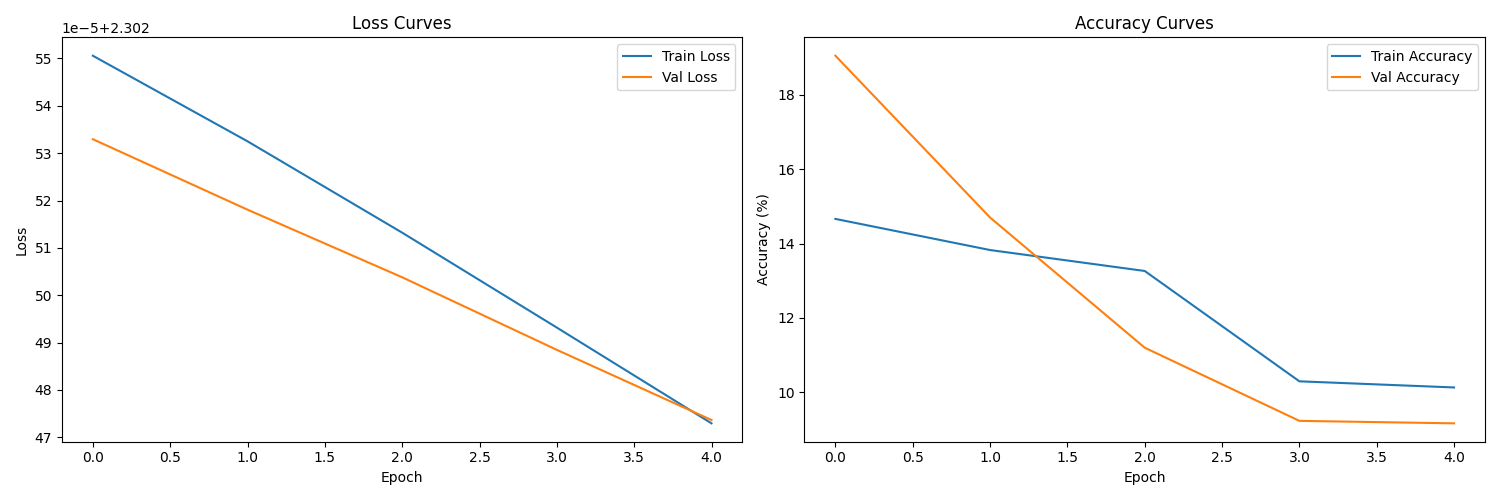 Loss Curves
1e−5+2.302
55
54
53
52
51
50
49
48
47
Loss
0.0 0.5 1.0 1.5 2.0 2.5 3.0 3.5 4.0
Epoch
Train Loss
Val Loss
Accuracy Curves
18
16
14
12
10
Accuracy (%)
0.0 0.5 1.0 1.5 2.0 2.5 3.0 3.5 4.0
Epoch
Train Accuracy
Val Accuracy